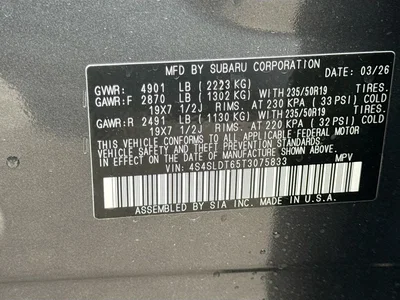 MFD. BY SUBARU CORPORATION DATE: 03/26
GVWR: 4901 LB (2223 KG)
GAWR:F 2870 LB (1302 KG) WITH 235/50R19
19X7 1/2J RIMS. AT 230 KPA (33 PSI) COLD
GAWR:R 2491 LB (1130 KG) WITH 235/50R19
19X7 1/2J RIMS. AT 220 KPA (32 PSI) COLD
THIS VEHICLE CONFORMS TO ALL APPLICABLE FEDERAL MOTOR
VEHICLE SAFETY AND THEFT PREVENTION STANDARDS IN EFFECT
ON THE DATE OF MANUFACTURE SHOWN ABOVE.
VIN: 4S4SLDT65T3075833 MPV
ASSEMBLED BY SIA INC. MADE IN U.S.A.